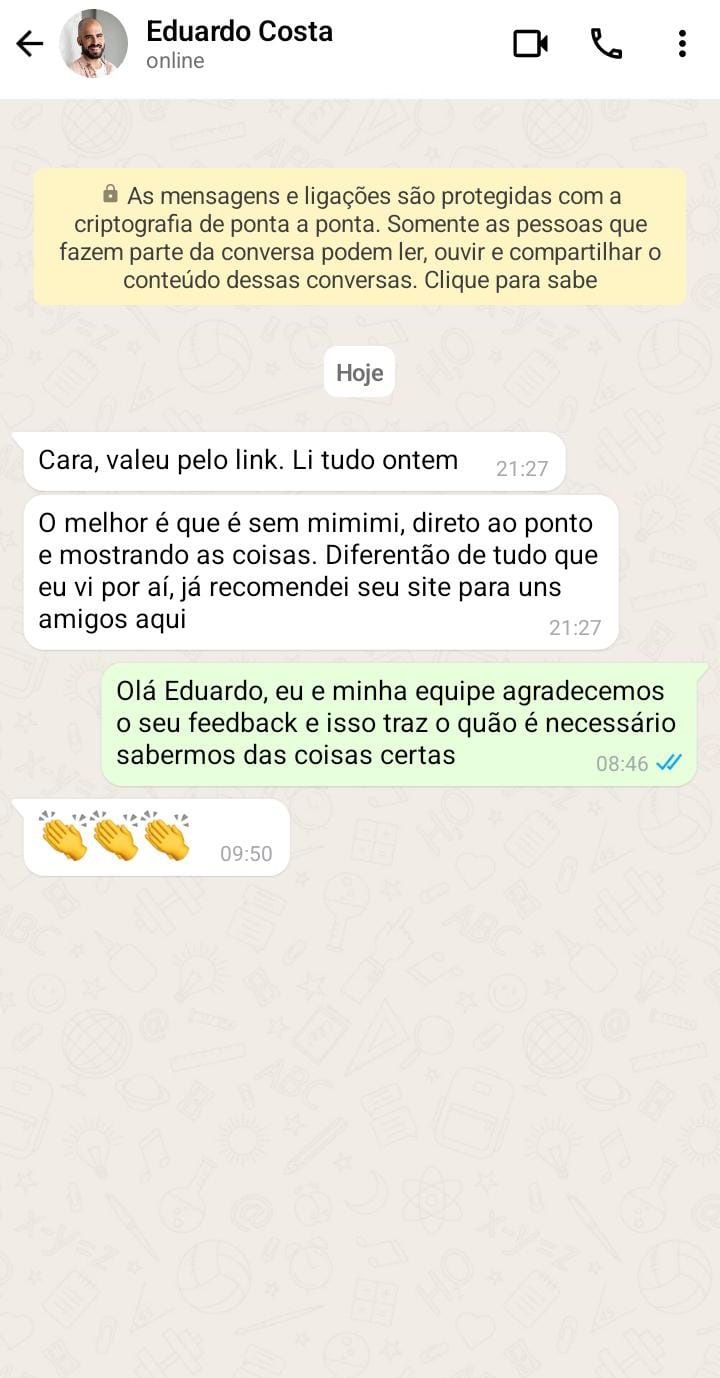 Eduardo Costa
online
As mensagens e ligações são protegidas com a
criptografia de ponta a ponta. Somente as pessoas que
fazem parte da conversa podem ler, ouvir e compartilhar o
conteúdo dessas conversas. Clique para sabe
Hoje
Cara, valeu pelo link. Li tudo ontem 21:27
O melhor é que é sem mimimi, direto ao ponto
e mostrando as coisas. Diferentão de tudo que
eu vi por aí, já recomendei seu site para uns
amigos aqui 21:27
Olá Eduardo, eu e minha equipe agradecemos
o seu feedback e isso traz o quão é necessário
sabermos das coisas certas 08:46
👏👏👏 09:50